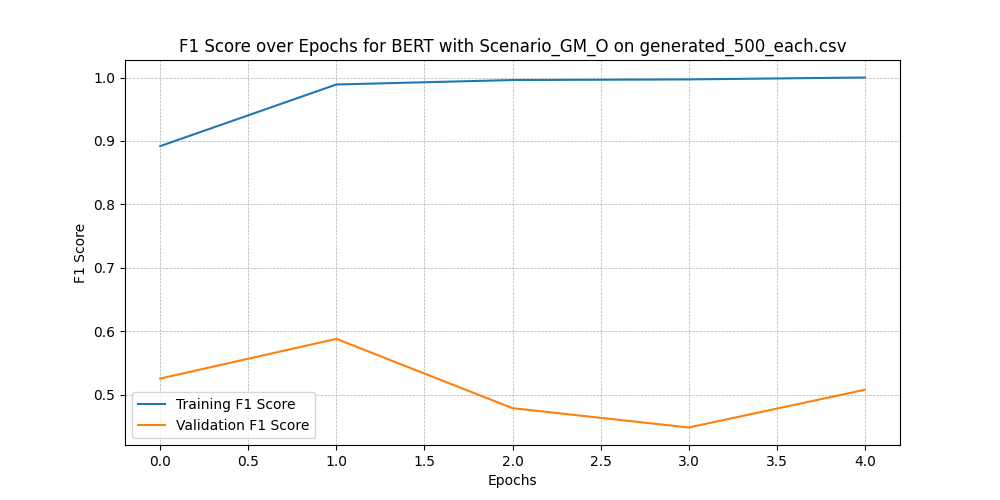 F1 Score over Epochs for BERT with Scenario_GM_O on generated_500_each.csv
1.0
0.9
0.8
0.7
0.6
0.5
F1 Score
Training F1 Score
Validation F1 Score
0.0 0.5 1.0 1.5 2.0 2.5 3.0 3.5 4.0
Epochs